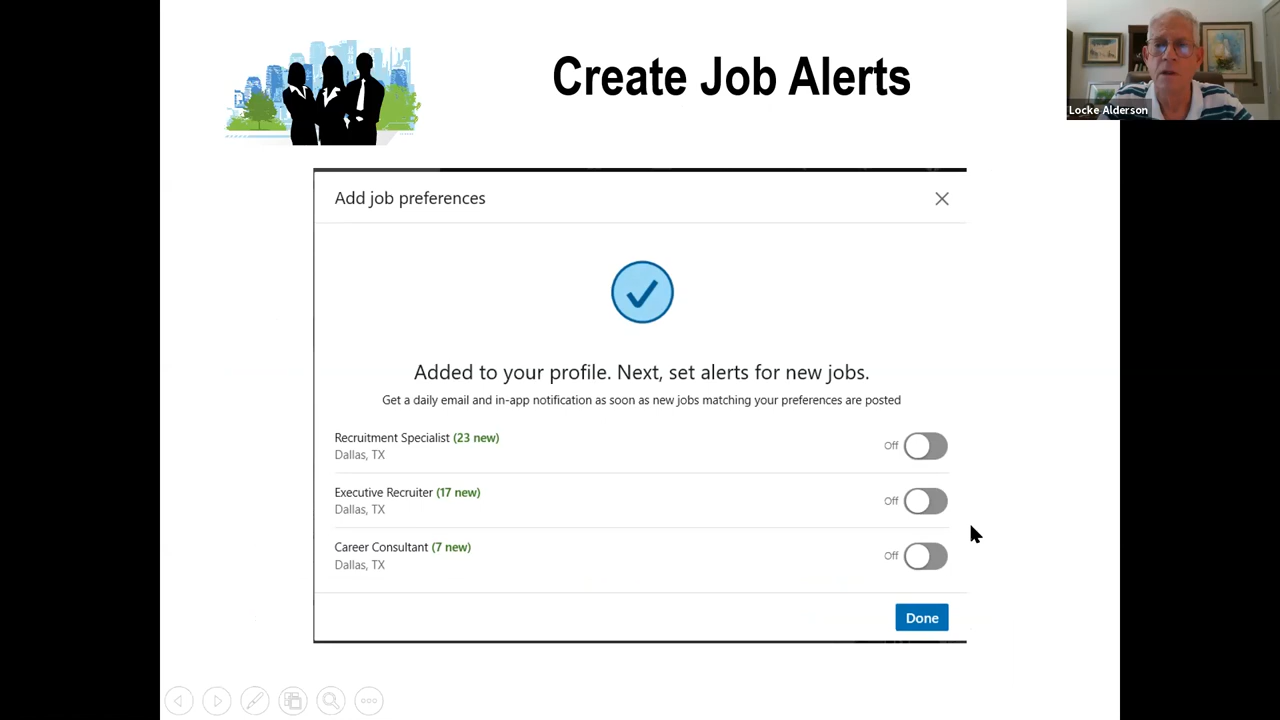 Create Job Alerts
Locke Alderson
Add job preferences
Added to your profile. Next, set alerts for new jobs.
Get a daily email and in-app notification as soon as new jobs matching your preferences are posted
Recruitment Specialist (23 new)
Dallas, TX
Off
Executive Recruiter (17 new)
Dallas, TX
Off
Career Consultant (7 new)
Dallas, TX
Off
Done